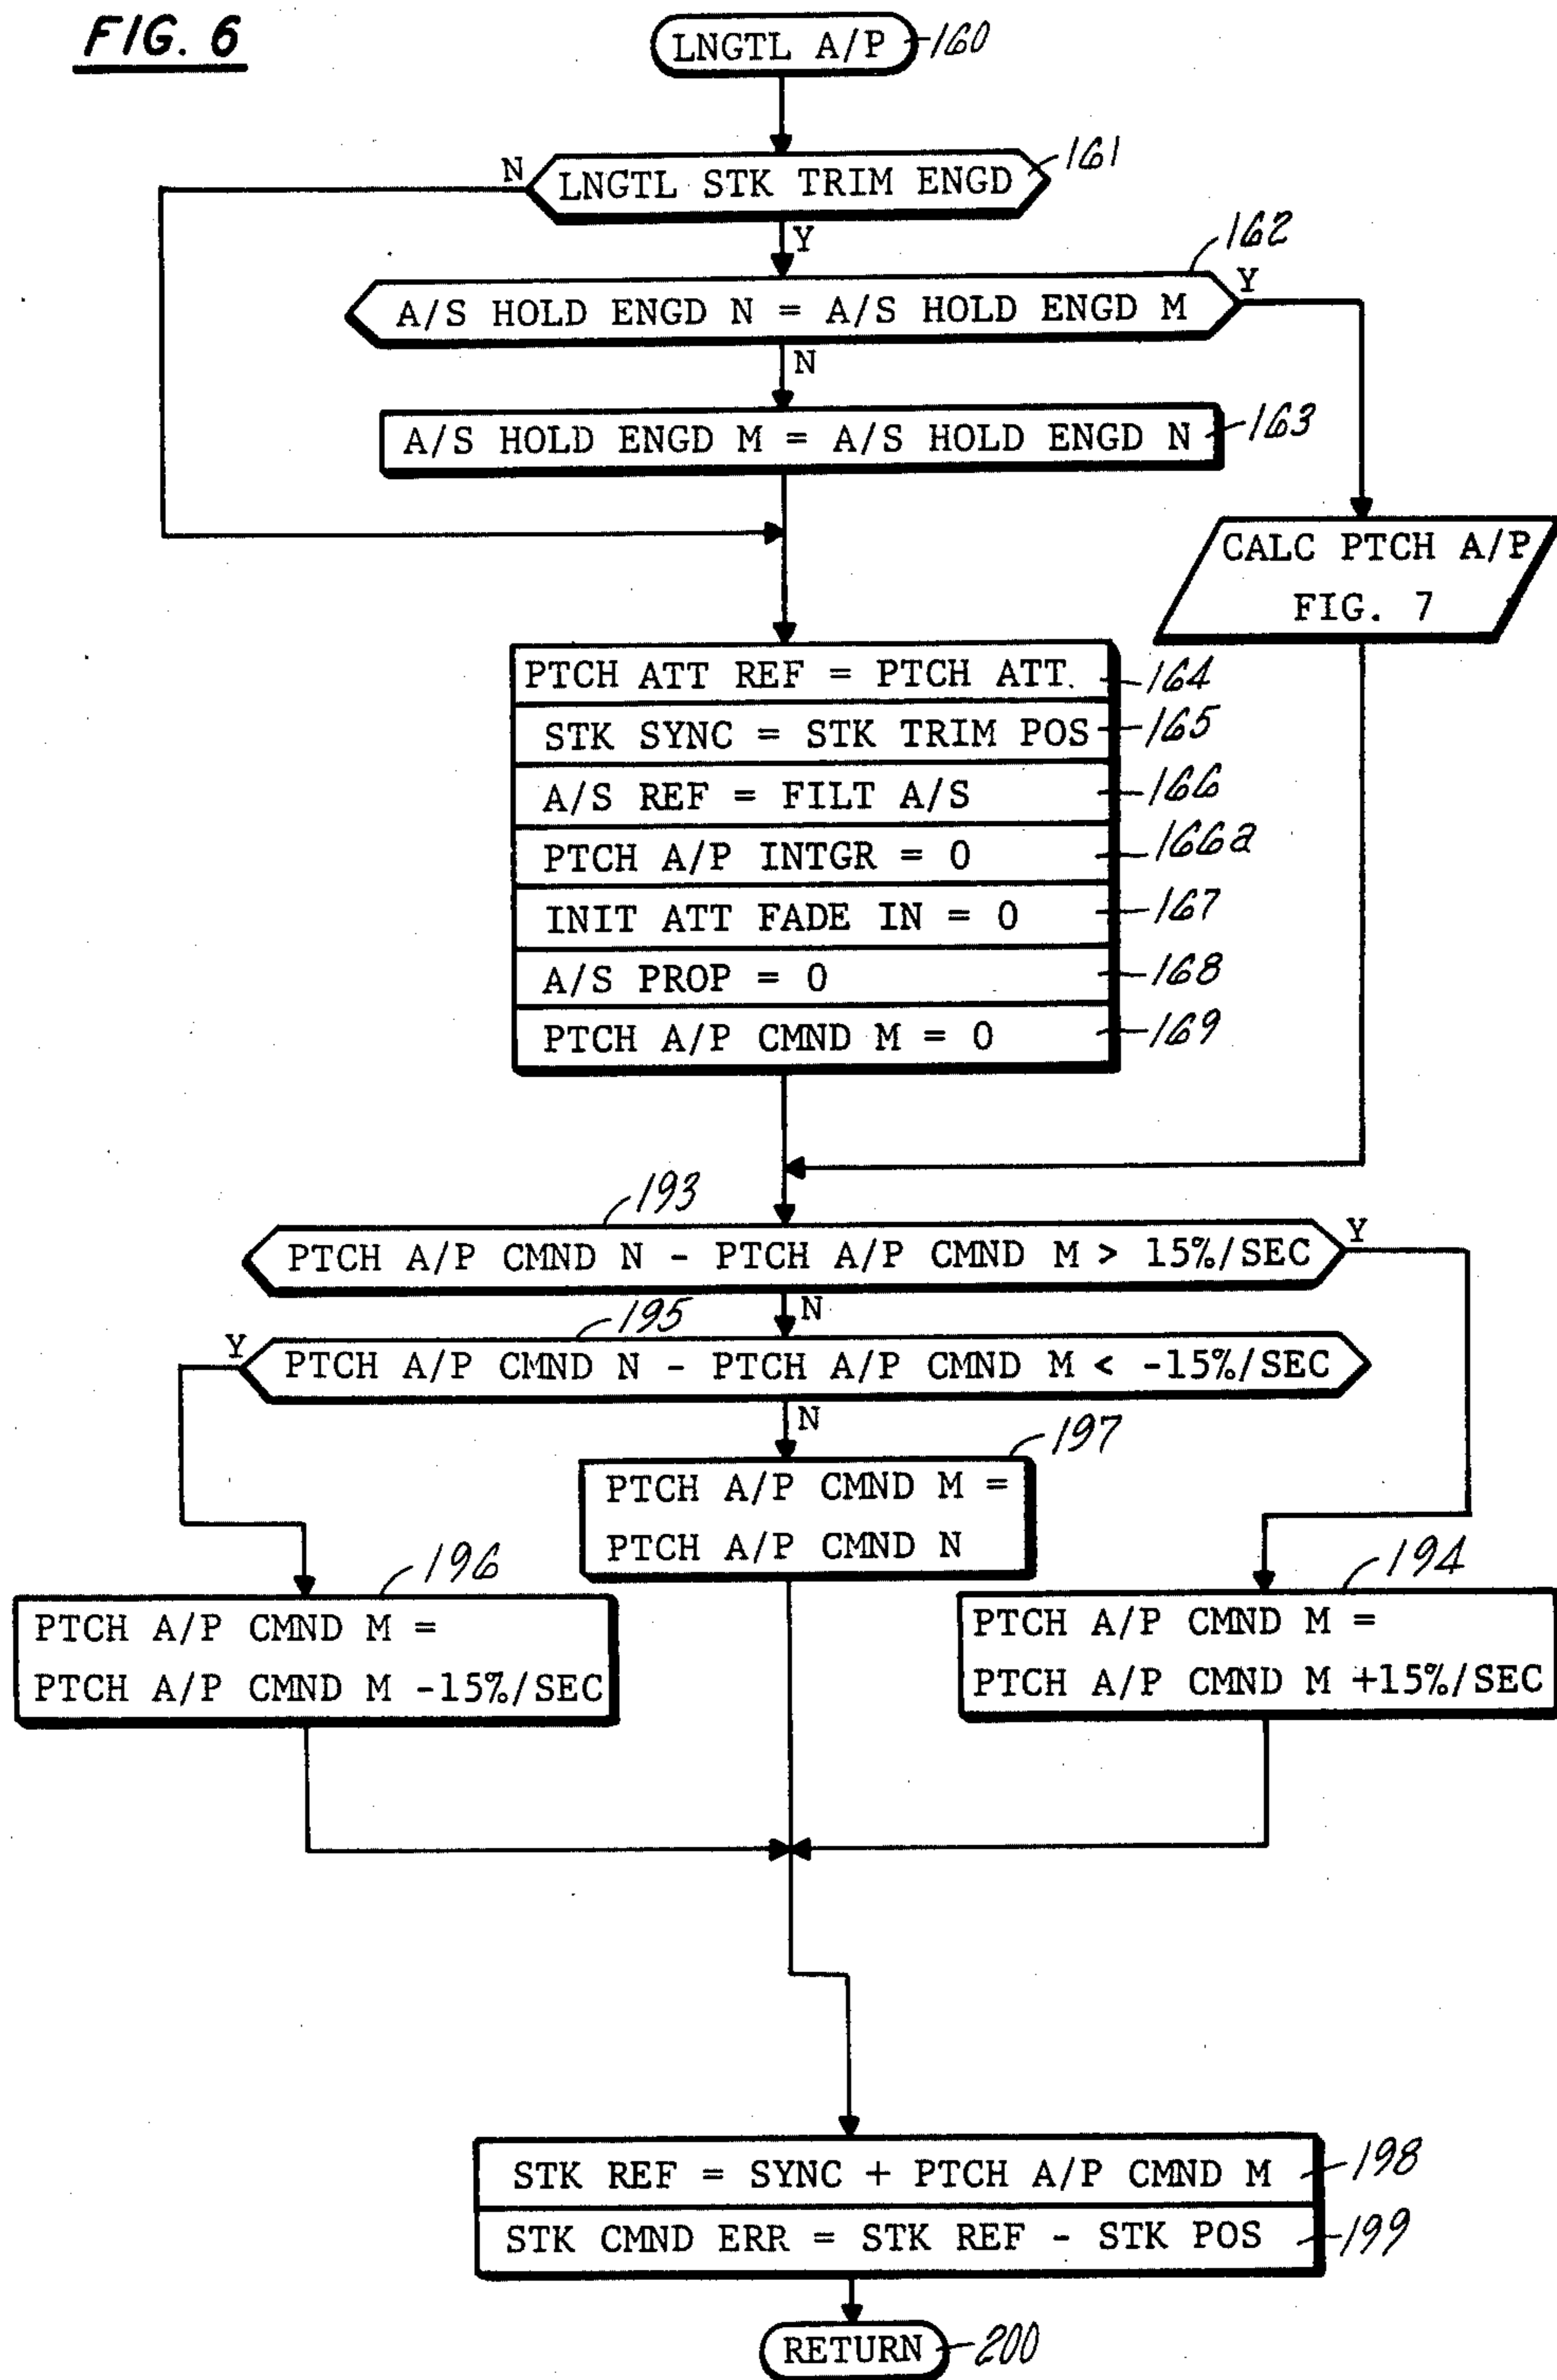 FIG. 6
LNGTL A/P 160
LNGTL STK TRIM ENGD 161
N
Y
162
A/S HOLD ENGD N = A/S HOLD ENGD M
Y
N
A/S HOLD ENGD M = A/S HOLD ENGD N 163
CALC PTCH A/P
FIG. 7
PTCH ATT REF = PTCH ATT. 164
STK SYNC = STK TRIM POS 165
A/S REF = FILT A/S 166
PTCH A/P INTGR = 0 166a
INIT ATT FADE IN = 0 167
A/S PROP = 0 168
PTCH A/P CMND M = 0 169
193
PTCH A/P CMND N - PTCH A/P CMND M > 15%/SEC
Y
N
195
Y
PTCH A/P CMND N - PTCH A/P CMND M < -15%/SEC
N
197
PTCH A/P CMND M =
PTCH A/P CMND N
196
PTCH A/P CMND M =
PTCH A/P CMND M -15%/SEC
194
PTCH A/P CMND M =
PTCH A/P CMND M +15%/SEC
STK REF = SYNC + PTCH A/P CMND M 198
STK CMND ERR = STK REF - STK POS 199
RETURN 200